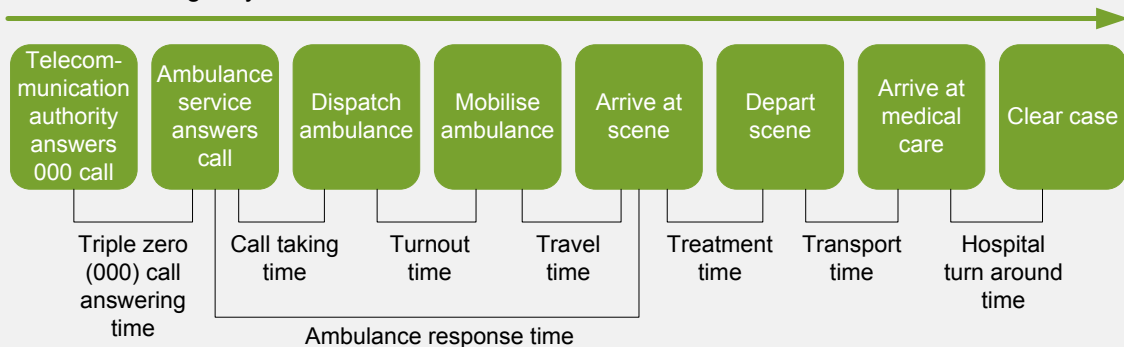 Telecom-
munication
authority
answers
000 call
Ambulance
service
answers
call
Dispatch
ambulance
Mobilise
ambulance
Arrive at
scene
Depart
scene
Arrive at
medical
care
Clear case
Triple zero
(000) call
answering
time
Call taking
time
Turnout
time
Travel
time
Treatment
time
Transport
time
Hospital
turn around
time
Ambulance response time